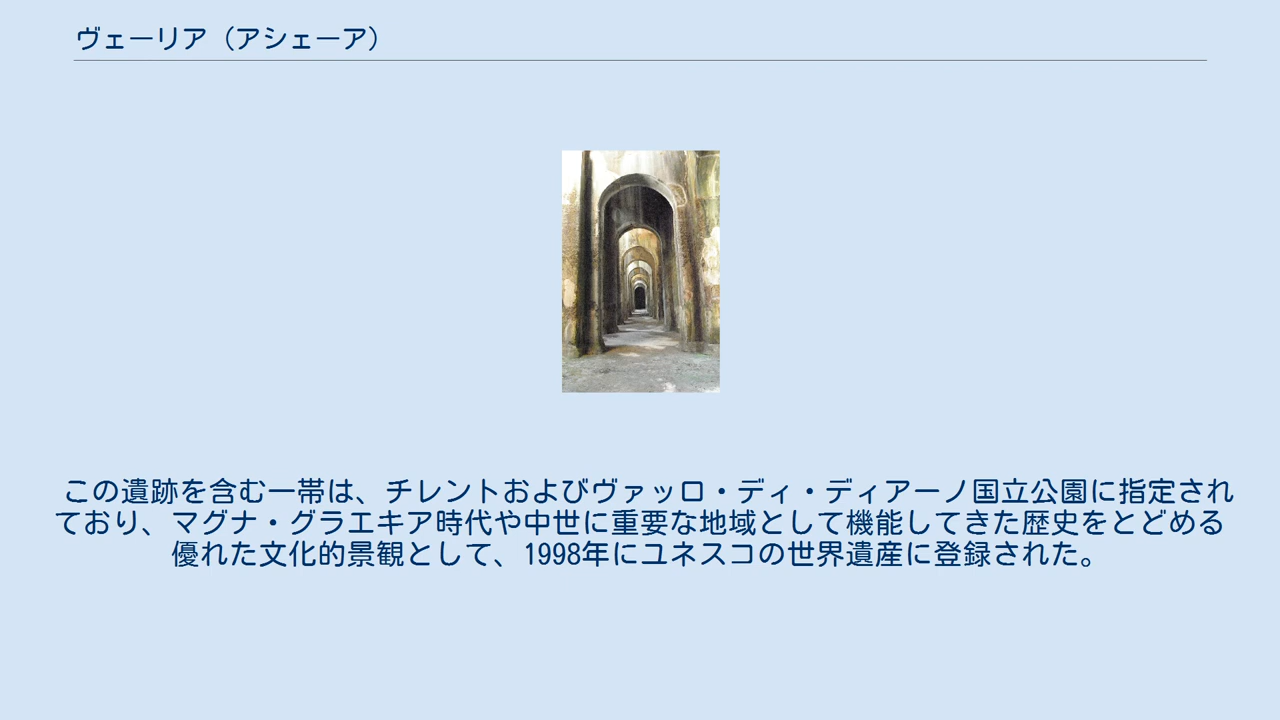 ヴェーリア（アシェーア）
この遺跡を含む一帯は、チレントおよびヴァッロ・ディ・ディアーノ国立公園に指定され
ており、マグナ・グラエキア時代や中世に重要な地域として機能してきた歴史をとどめる
優れた文化的景観として、1998年にユネスコの世界遺産に登録された。